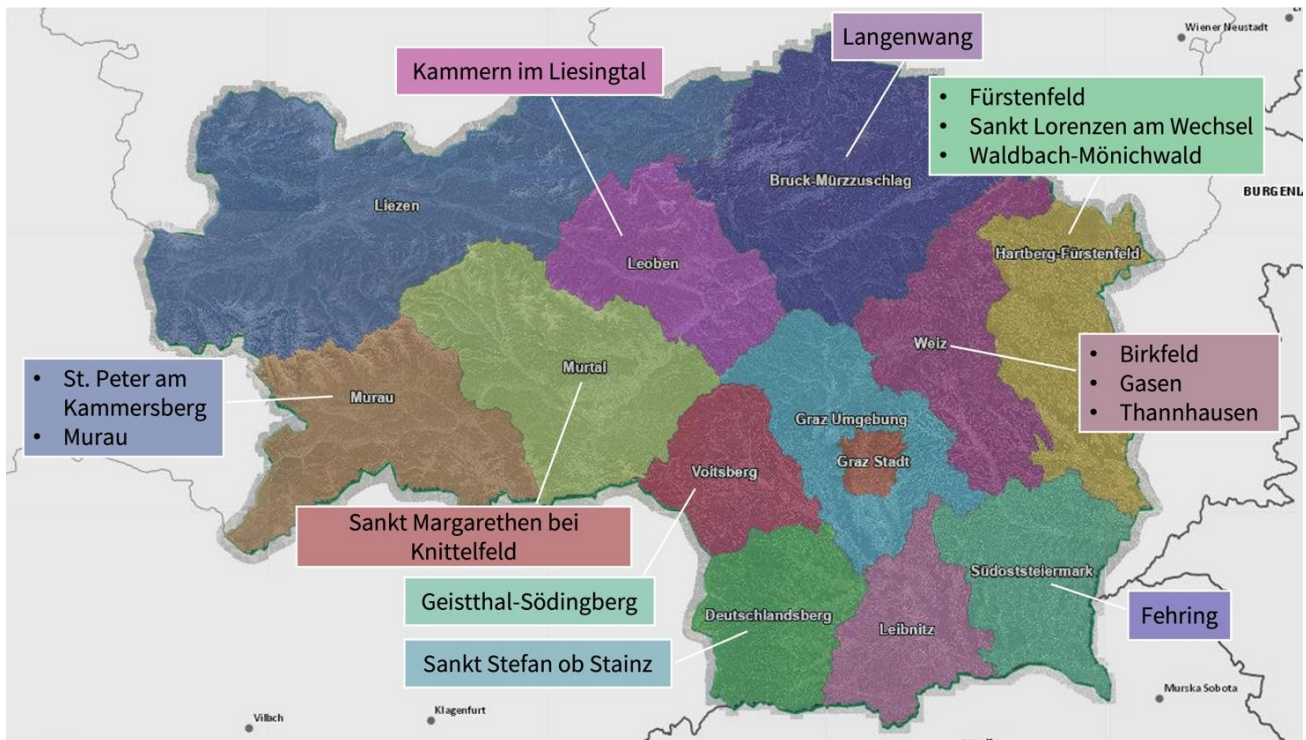 Langenwang
Wiener Neustadt
Kammern im Liesingtal
• Fürstenfeld
• Sankt Lorenzen am Wechsel
• Waldbach-Mönichwald
Bruck-Mürzzuschlag
BURGENL
Liezen
Hartberg-Fürstenfeld
Leoben
Weiz
• Birkfeld
• Gasen
• Thannhausen
Murtal
• St. Peter am
Kammersberg
• Murau
Murau
Graz Umgebung
Graz Stadt
Voitsberg
Sankt Margarethen bei
Knittelfeld
Südoststeiermark
Geistthal-Södingberg
Deutschlandsberg
Leibnitz
Fehring
Sankt Stefan ob Stainz
Murska Sobota
Klagenfurt
Villach